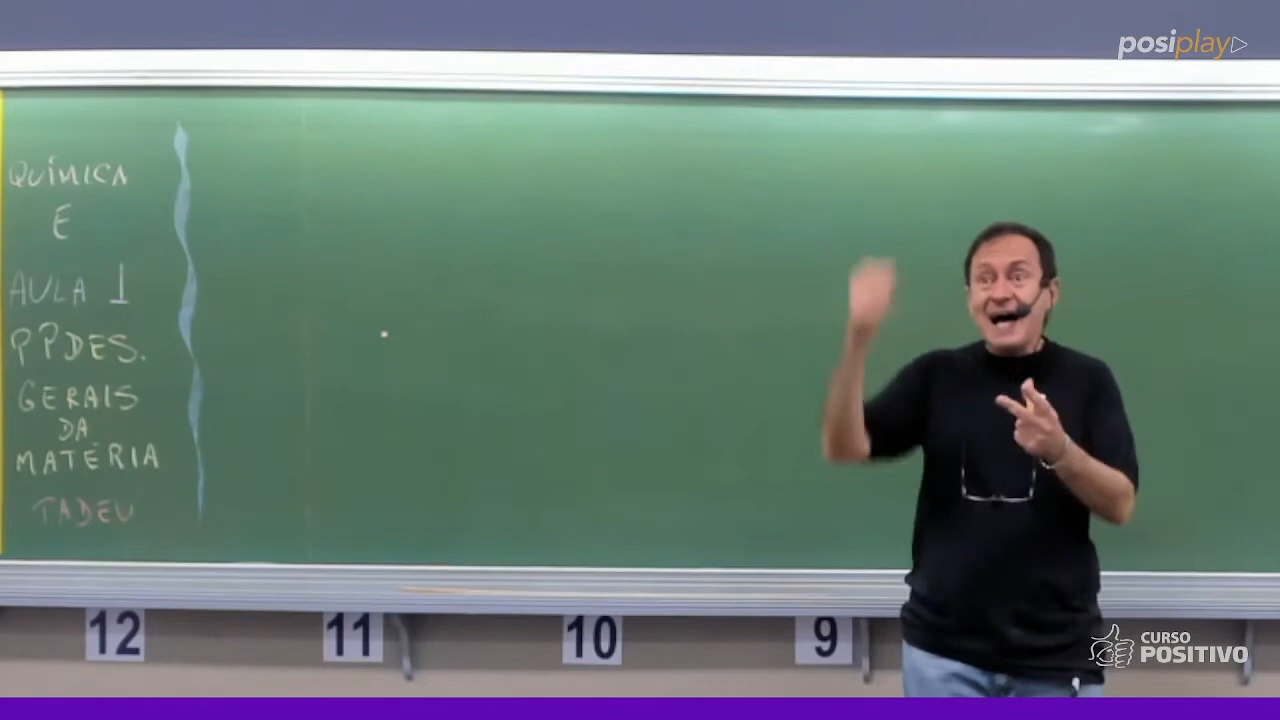 posiplay
QUÍMICA
E
AULA 1
PPDES.
GERAIS
DA
MATÉRIA
TADEU
12
11
10
9
CURSO
POSITIVO